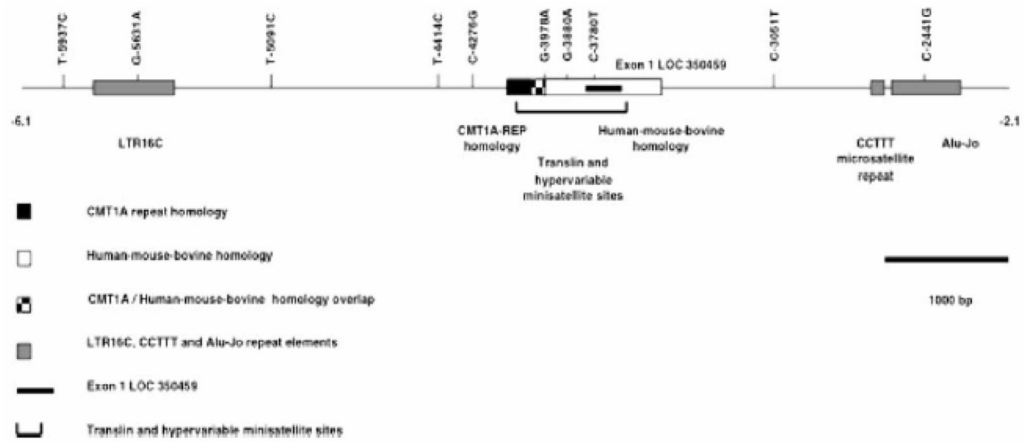 T-5937C
G-5631A
T-5091C
T-4414C
C-4276G
G-3978A
G-3880A
C-3780T
C-3051T
C-2441G
Exon 1 LOC 350459
-6.1
-2.1
LTR16C
CMT1A-REP
homology
Human-mouse-bovine
homology
Translin and
hypervariable
minisatellite sites
CCTTT
microsatellite
repeat
Alu-Jo
CMT1A repeat homology
Human-mouse-bovine homology
CMT1A / Human-mouse-bovine homology overlap
1000 bp
LTR16C, CCTTT and Alu-Jo repeat elements
Exon 1 LOC 350459
Translin and hypervariable minisatellite sites